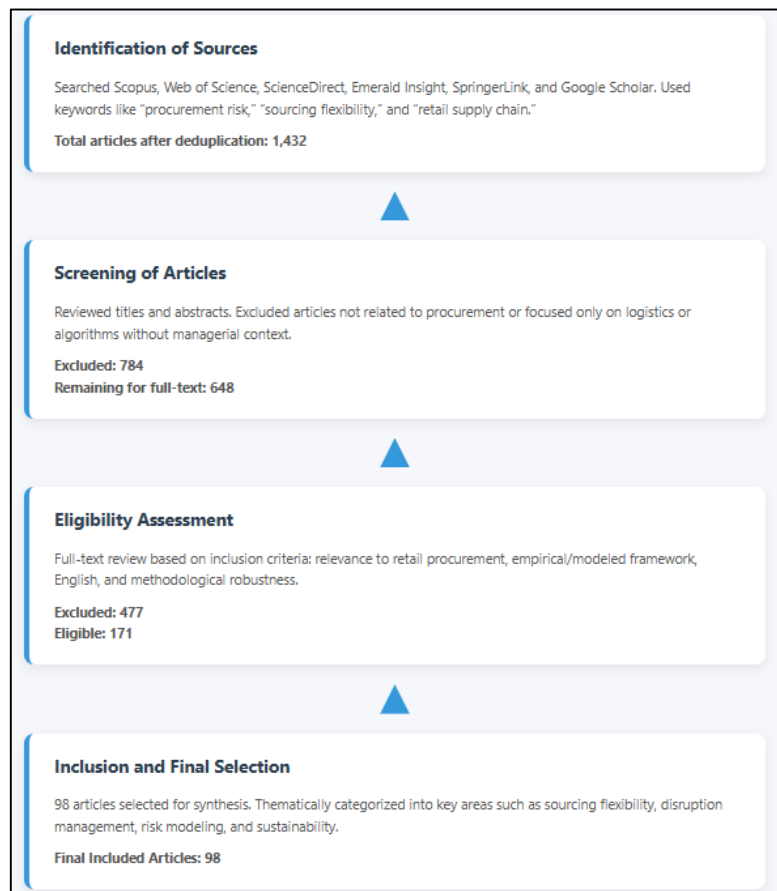 Identification of Sources
Searched Scopus, Web of Science, ScienceDirect, Emerald Insight, SpringerLink, and Google Scholar. Used
keywords like "procurement risk," "sourcing flexibility," and "retail supply chain."
Total articles after deduplication: 1,432
Screening of Articles
Reviewed titles and abstracts. Excluded articles not related to procurement or focused only on logistics or
algorithms without managerial context.
Excluded: 784
Remaining for full-text: 648
Eligibility Assessment
Full-text review based on inclusion criteria: relevance to retail procurement, empirical/modeled framework,
English, and methodological robustness.
Excluded: 477
Eligible: 171
Inclusion and Final Selection
98 articles selected for synthesis. Thematically categorized into key areas such as sourcing flexibility, disruption
management, risk modeling, and sustainability.
Final Included Articles: 98